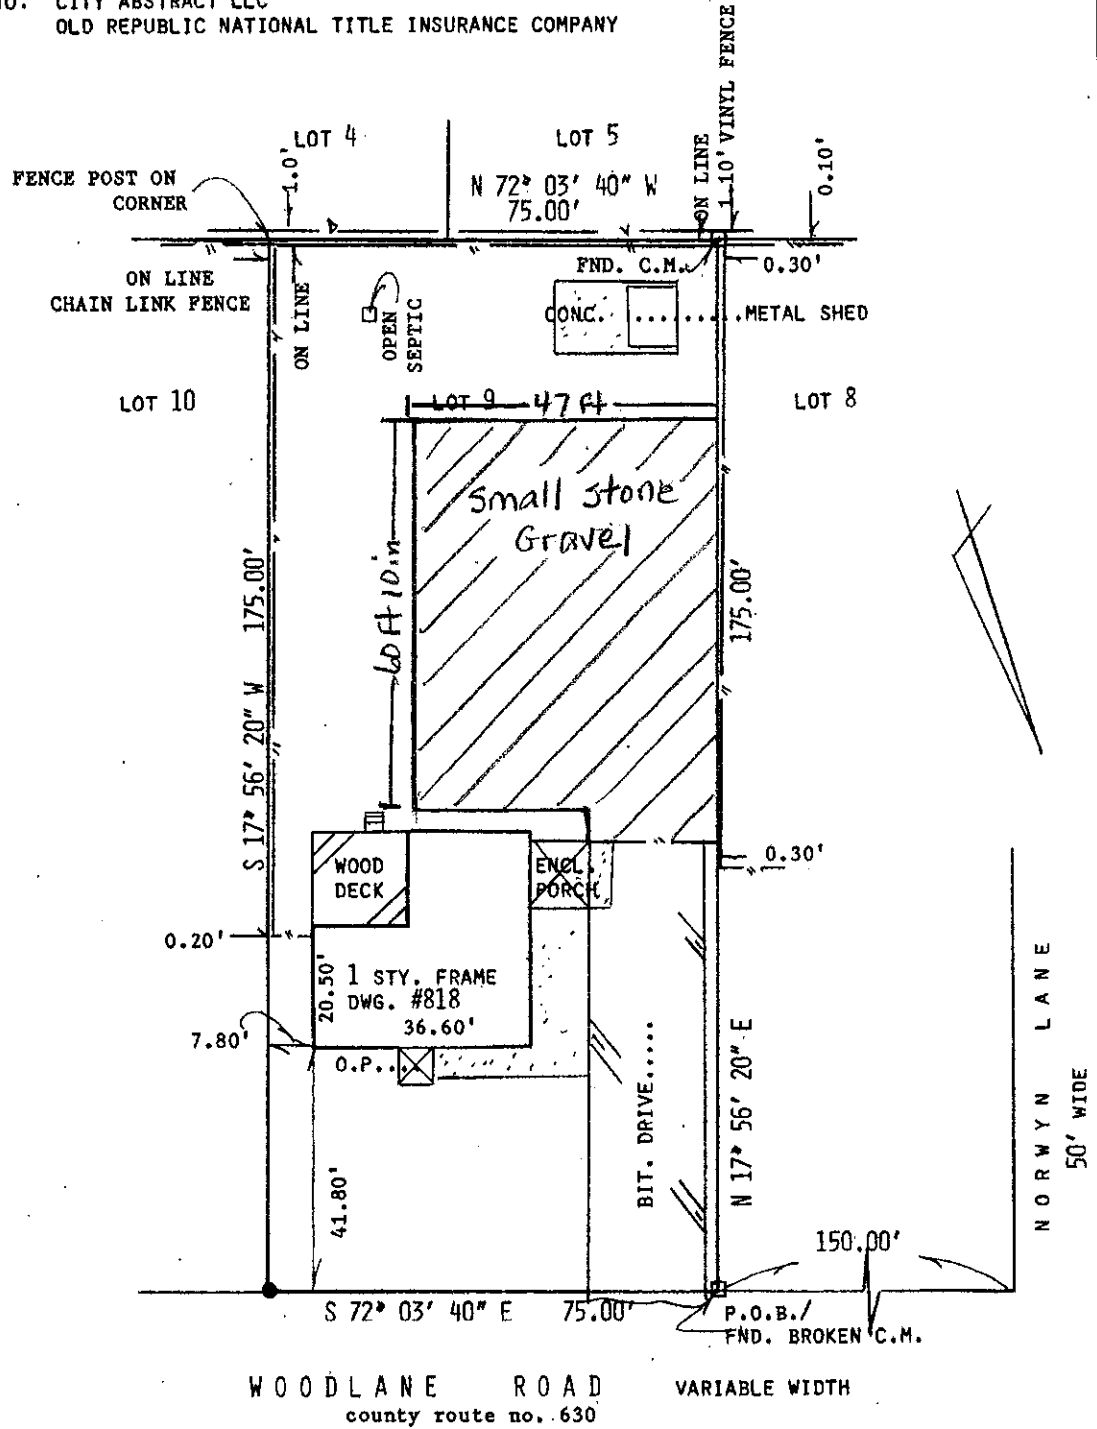 NO. CITY ABSTRACT LLC
OLD REPUBLIC NATIONAL TITLE INSURANCE COMPANY
LOT 4
LOT 5
1.0'
N 72° 03' 40" W
75.00'
ON LINE
1.10' VINYL FENCE
0.10'
FENCE POST ON
CORNER
FND. C.M.
0.30'
ON LINE
CHAIN LINK FENCE
ON LINE
OPEN
SEPTIC
CONC.
........METAL SHED
LOT 10
LOT 9
47 Ft
LOT 8
Small Stone
Gravel
60 Ft 10 in
S 17° 56' 20" W 175.00'
175.00'
WOOD
DECK
ENCL.
PORCH
0.30'
0.20'
20.50'
1 STY. FRAME
DWG. #818
36.60'
7.80'
O.P....
41.80'
BIT. DRIVE.....
N 17° 56' 20" E
NORWYN LANE
50' WIDE
150.00'
S 72° 03' 40" E 75.00'
P.O.B./
FND. BROKEN C.M.
WOODLANE ROAD VARIABLE WIDTH
county route no. 630